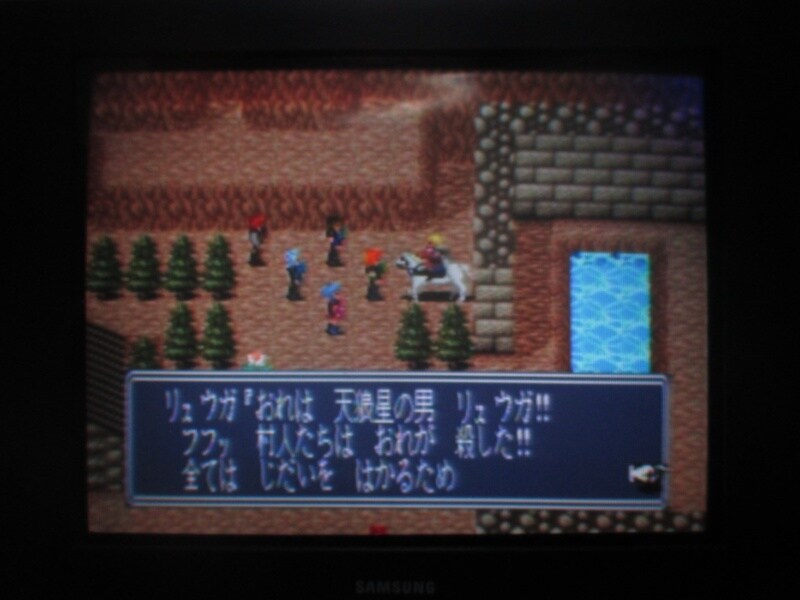 リュウガ『おれは 天狼星の男 リュウガ!!
フフッ 村人たちは おれが 殺した!!
全ては じだいを はかるため
SAMSUNG